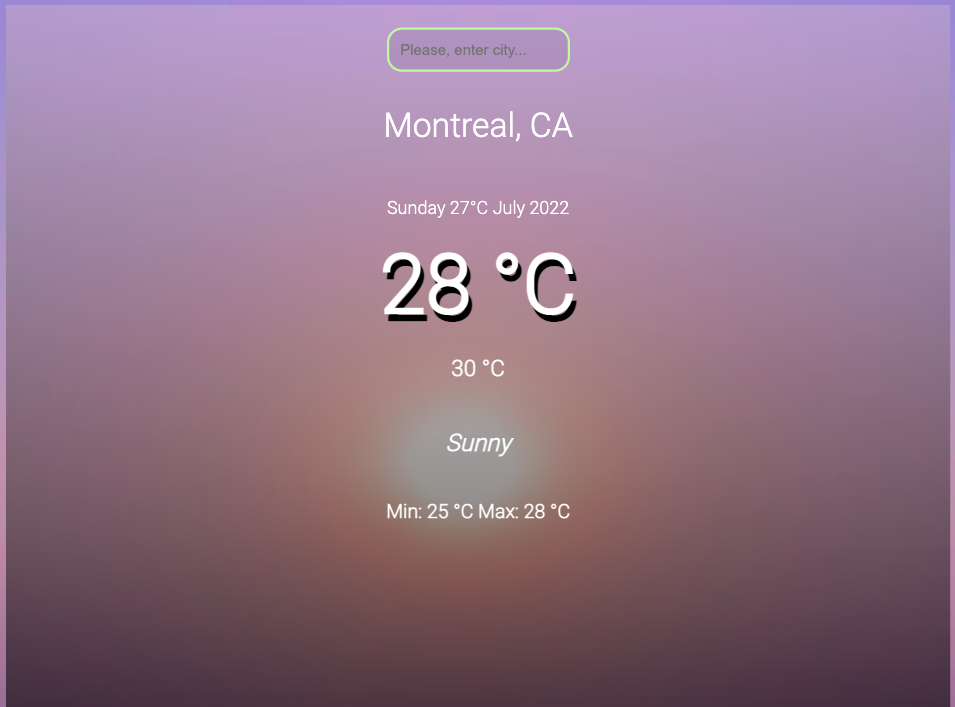 Please, enter city...
Montreal, CA
Sunday 27°C July 2022
28 °C
30 °C
Sunny
Min: 25 °C Max: 28 °C